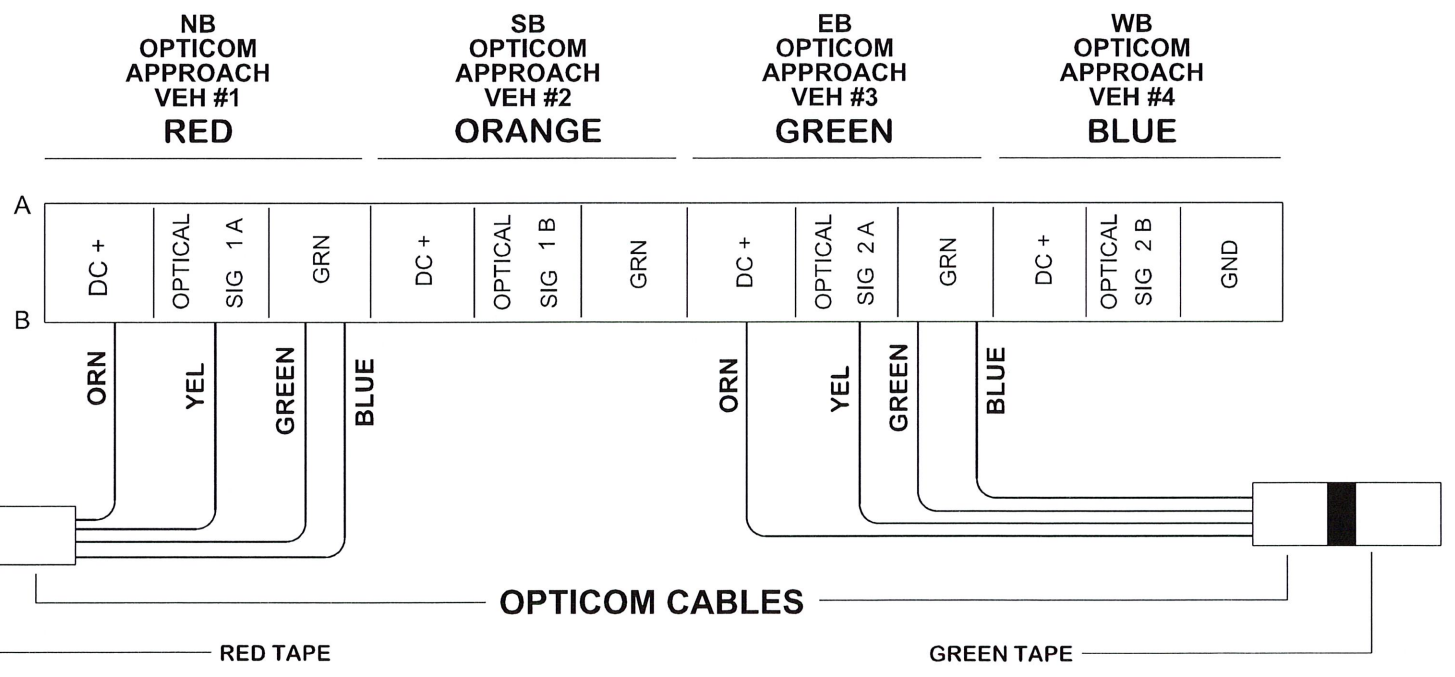 NB
OPTICOM
APPROACH
VEH #1
RED
SB
OPTICOM
APPROACH
VEH #2
ORANGE
EB
OPTICOM
APPROACH
VEH #3
GREEN
WB
OPTICOM
APPROACH
VEH #4
BLUE
A
B
DC +
OPTICAL
SIG 1 A
GRN
DC +
OPTICAL
SIG 1 B
GRN
DC +
OPTICAL
SIG 2 A
GRN
DC +
OPTICAL
SIG 2 B
GND
ORN
YEL
GREEN
BLUE
ORN
YEL
GREEN
BLUE
OPTICOM CABLES
RED TAPE
GREEN TAPE